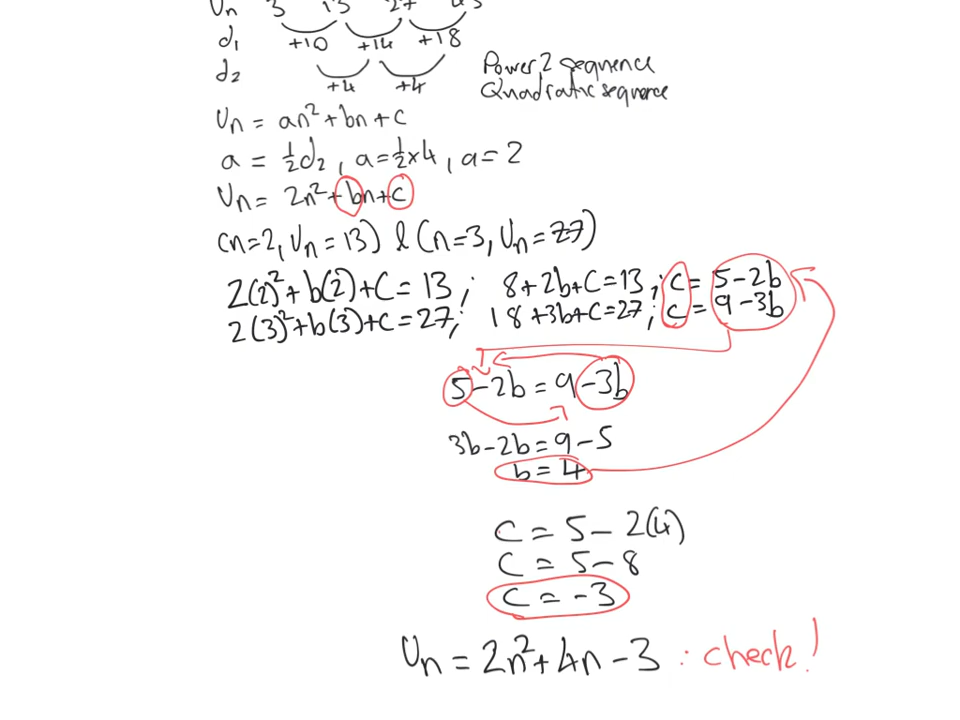 Un 3 13 27 45
d1 +10 +14 +18
d2 +4 +4 Power 2 sequence
Quadratic sequence
Un = an²+bn+c
a = ½d2, a=½×4, a=2
Un = 2n²+bn+c
(n=2, Un=13) & (n=3, Un=27)
2(2)²+b(2)+C=13; 8+2b+C=13; C= 5-2b
2(3)²+b(3)+C=27; 18+3b+C=27; C= 9-3b
5-2b=9-3b
3b-2b=9-5
b=4
C = 5-2(4)
C = 5-8
C = -3
Un = 2n²+4n-3 : check!